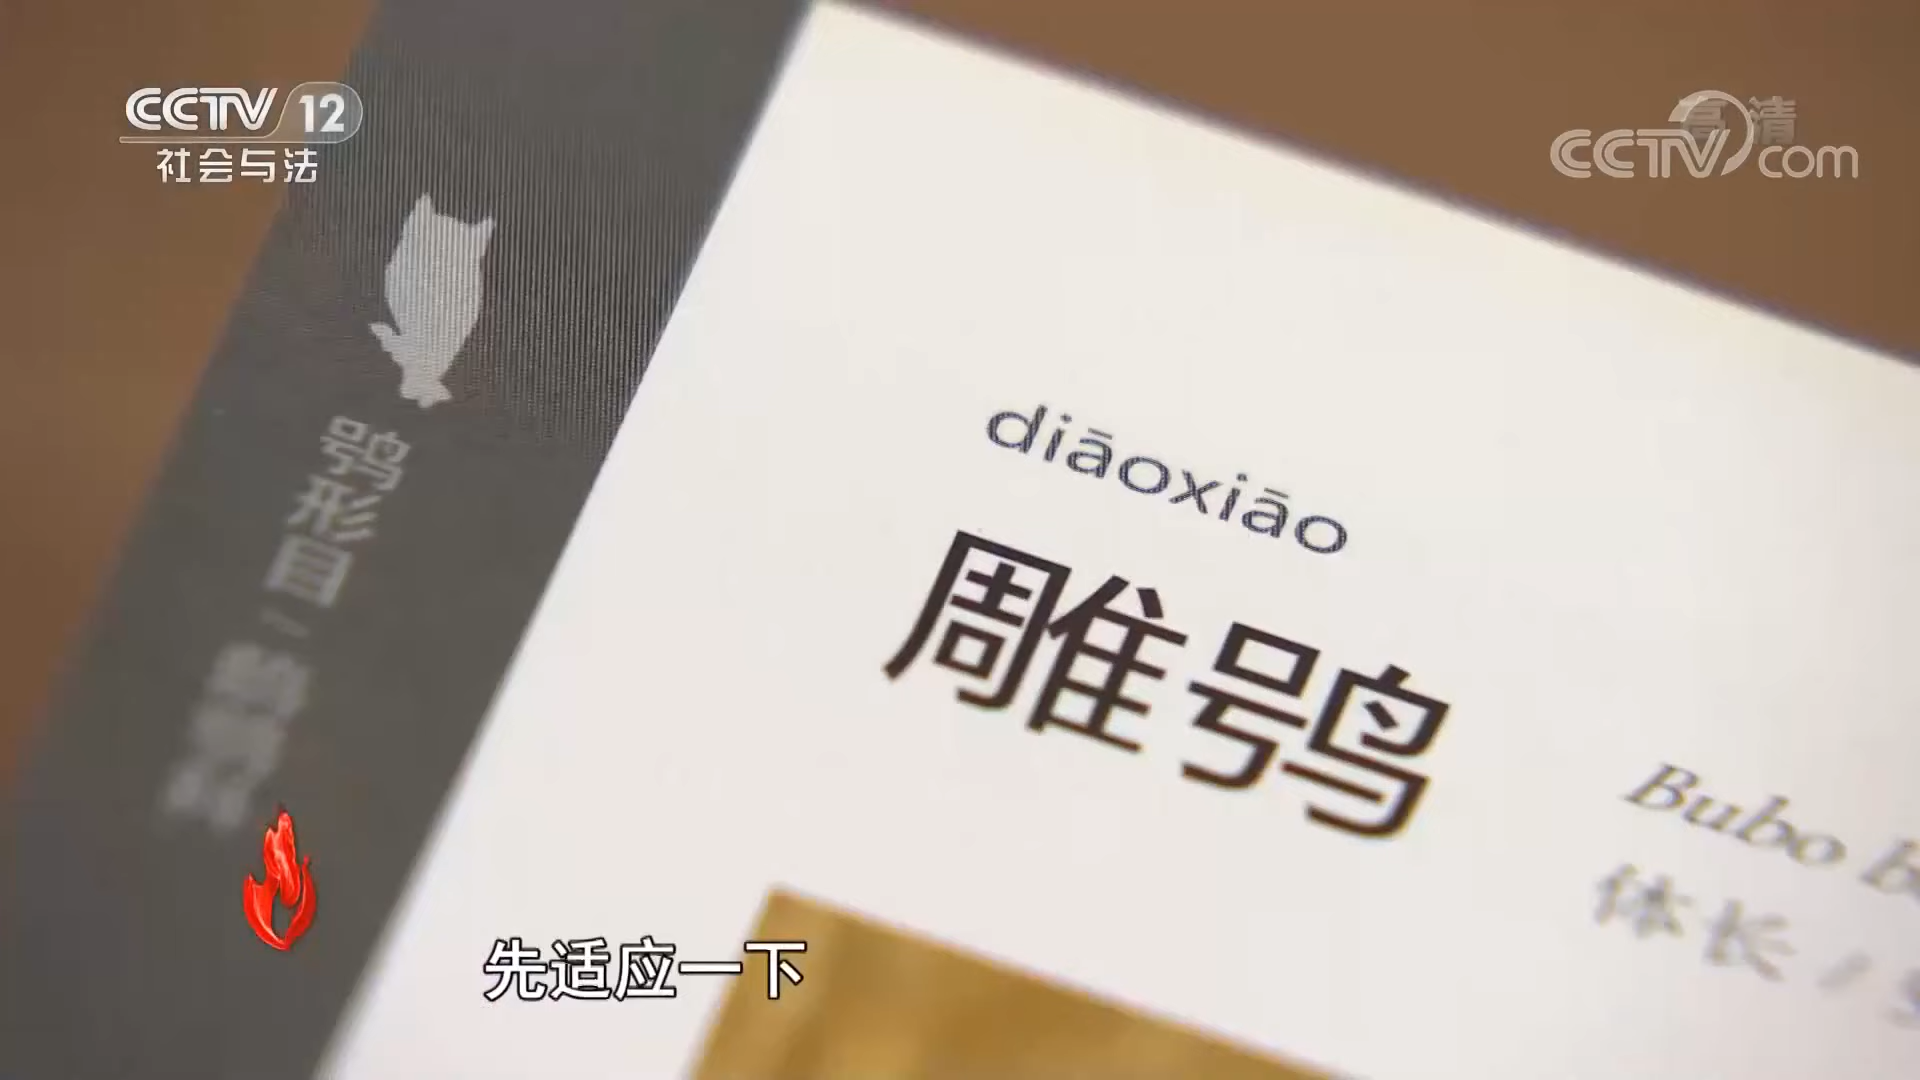 CCTV 12
社会与法
高清
CCTV.com
鸮形目 /
diāoxiāo
雕鸮
Bubo
体长 /
先适应一下